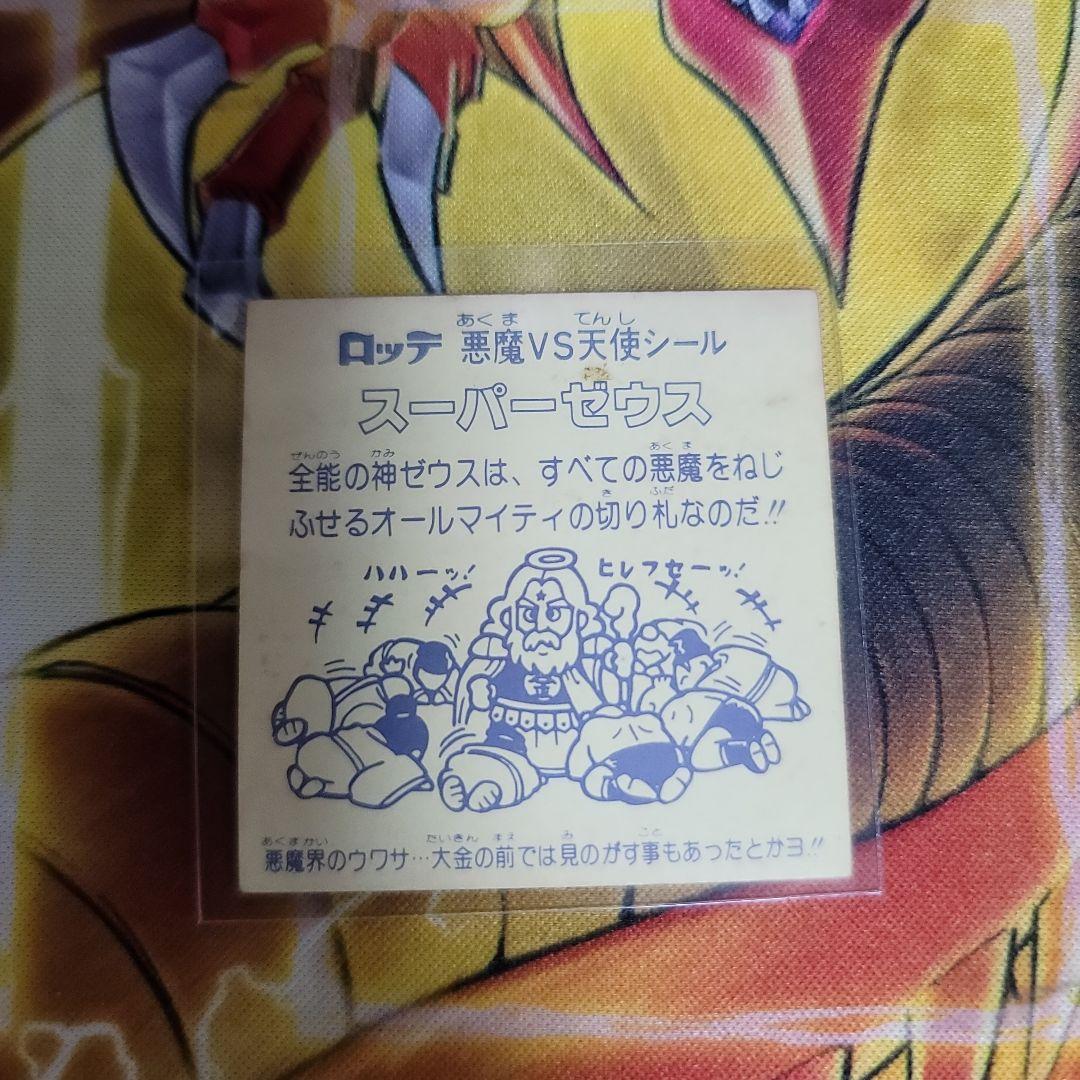 ロッテ 悪魔VS天使シール
あくま てんし
スーパーゼウス
全能の神ゼウスは、すべての悪魔をねじ
ぜんのう かみ あくま
ふせるオールマイティの切り札なのだ!!
き ふだ
ハハーッ! ヒレフセーッ!
全
悪魔界のウワサ…大金の前では見のがす事もあったとかヨ!!
あくまかい たいきん まえ み こと